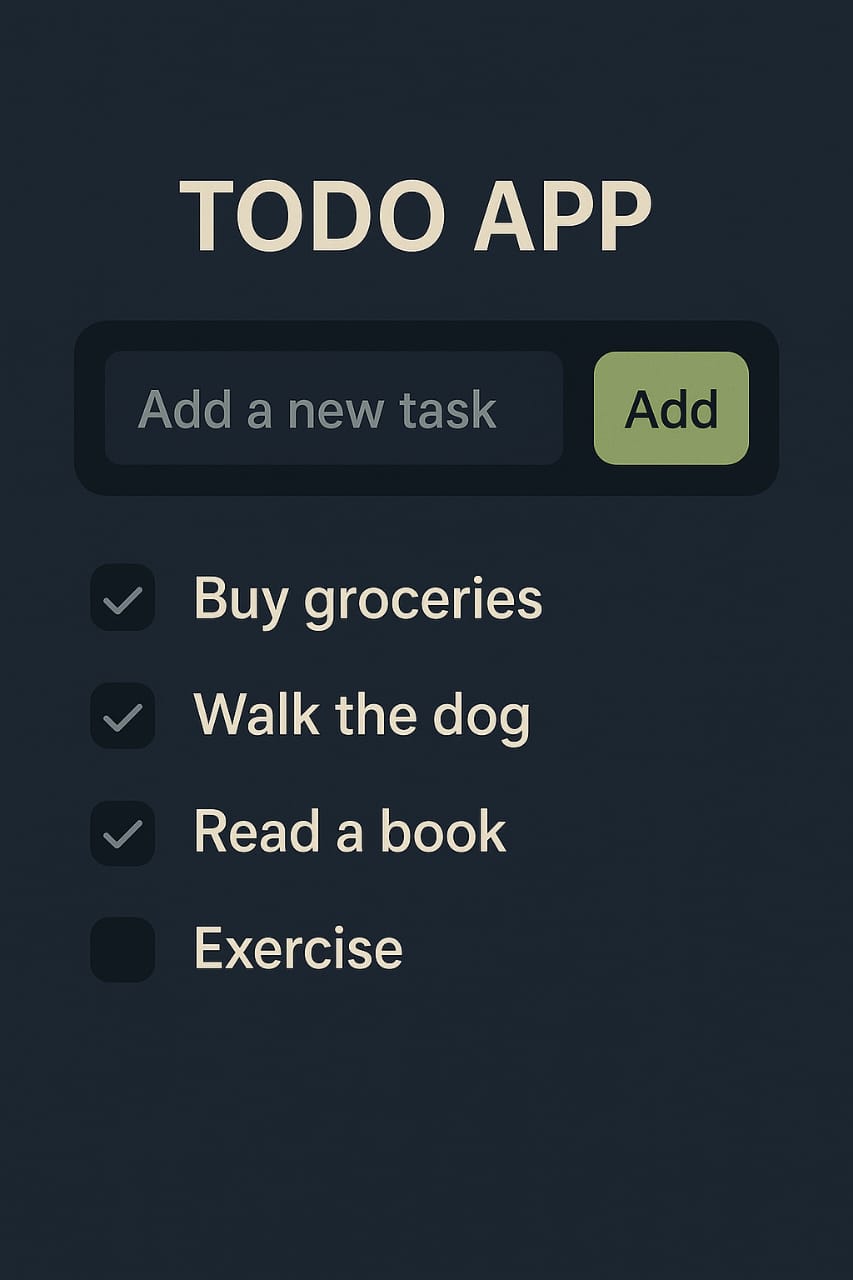 TODO APP
Add a new task
Add
Buy groceries
Walk the dog
Read a book
Exercise